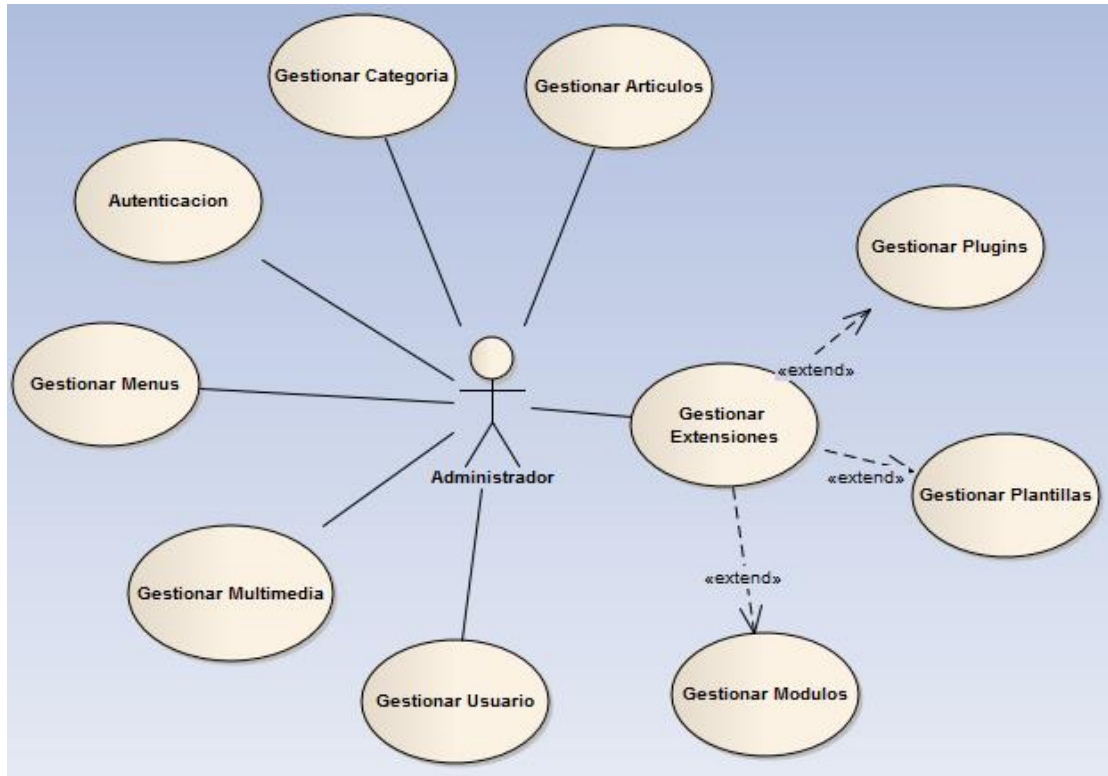 Gestionar Categoria
Gestionar Articulos
Autenticacion
Gestionar Plugins
«extend»
Gestionar Menus
Gestionar
Extensiones
Administrador
«extend»
Gestionar Plantillas
«extend»
Gestionar Multimedia
Gestionar Usuario
Gestionar Modulos